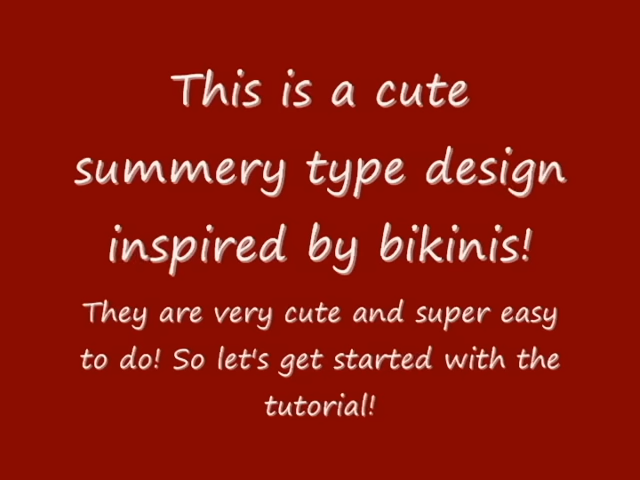 This is a cute
summery type design
inspired by bikinis!
They are very cute and super easy
to do! So let's get started with the
tutorial!